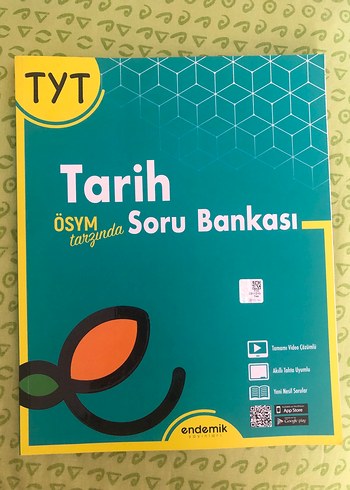 TYT
Tarih
ÖSYM tarzında Soru Bankası
Tamamı Video Çözümlü
Akıllı Tahta Uyumlu
Yeni Nesil Sorular
App Store
Google play
endemik
yayınları